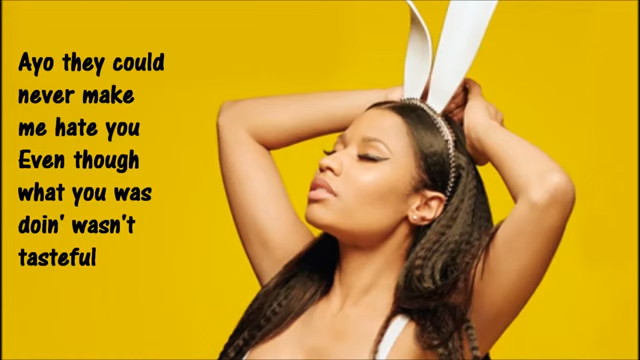 Ayo they could
never make
me hate you
Even though
what you was
doin' wasn't
tasteful